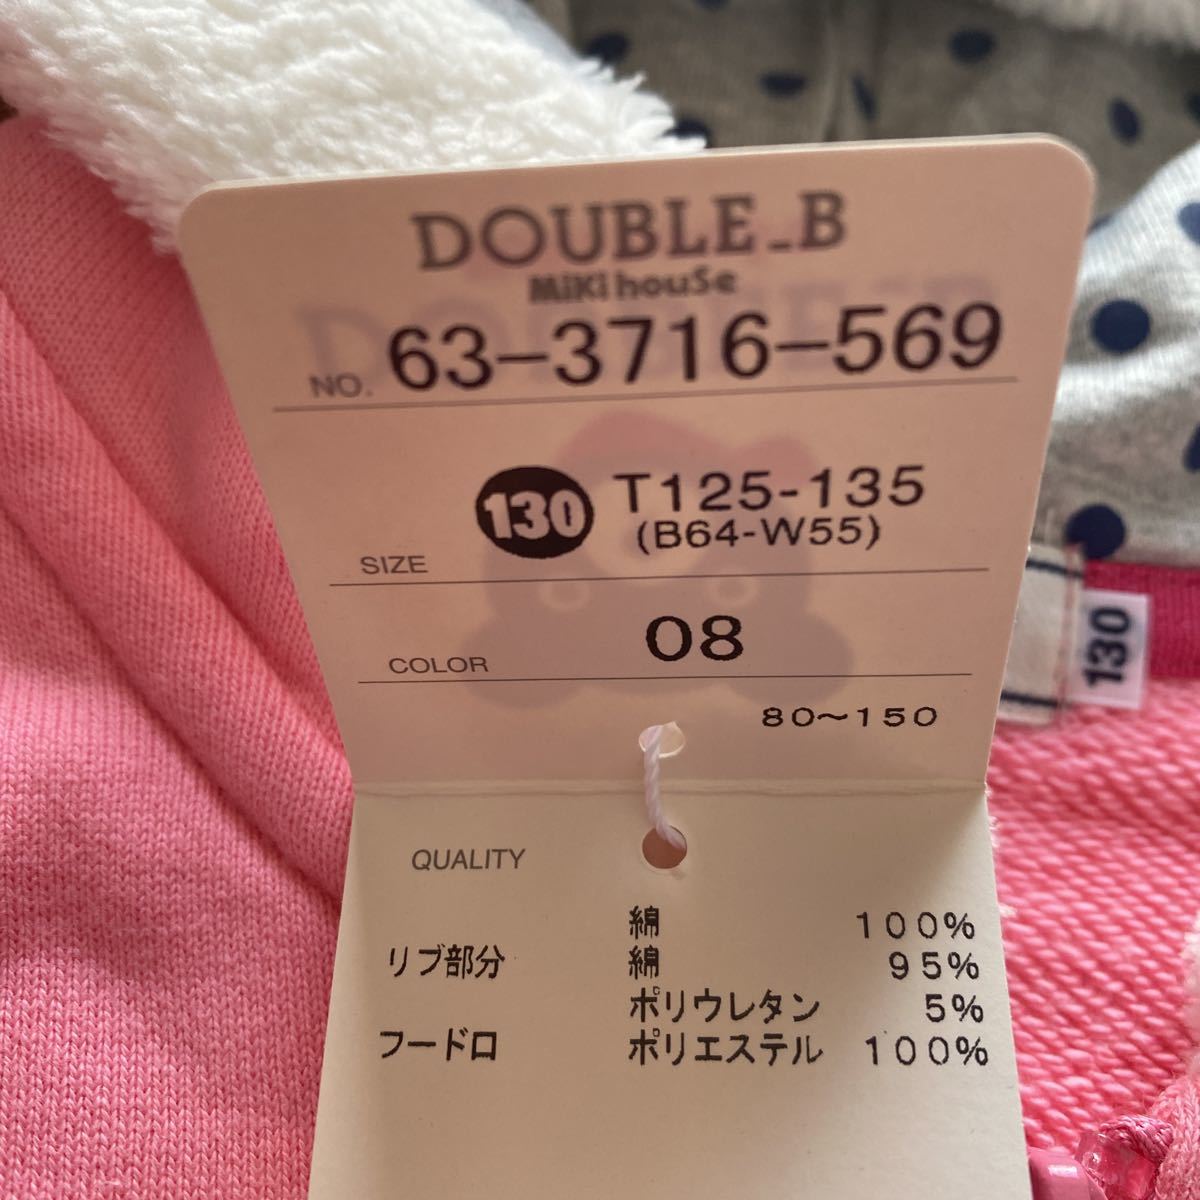 DOUBLE_B
MiKi houSe
NO. 63-3716-569
SIZE 130 T125-135
(B64-W55)
COLOR 08
80~150
QUALITY
綿 100%
リブ部分 綿 95%
ポリウレタン 5%
フード口 ポリエステル 100%
130